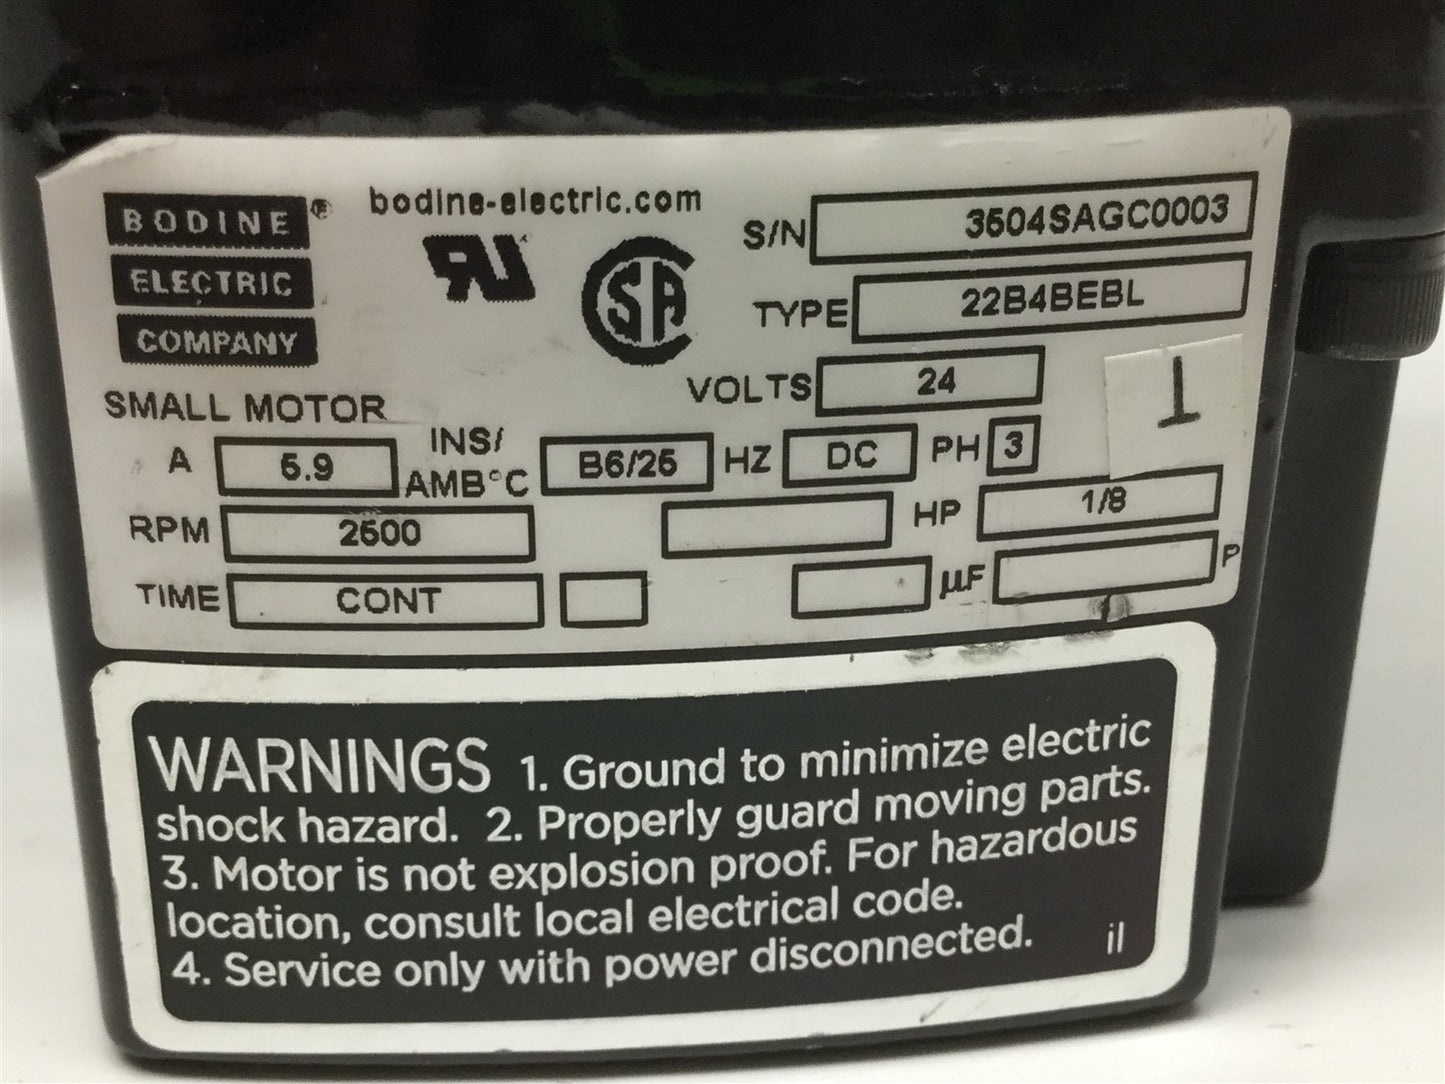 BODINE ®
ELECTRIC
COMPANY
bodine-electric.com
S/N 3504SAGC0003
TYPE 22B4BEBL
VOLTS 24
1
SMALL MOTOR
A 5.9 INS/ AMB°C B5/25 HZ DC PH 3
RPM 2500 HP 1/8
TIME CONT µF P
WARNINGS 1. Ground to minimize electric
shock hazard. 2. Properly guard moving parts.
3. Motor is not explosion proof. For hazardous
location, consult local electrical code.
4. Service only with power disconnected. il